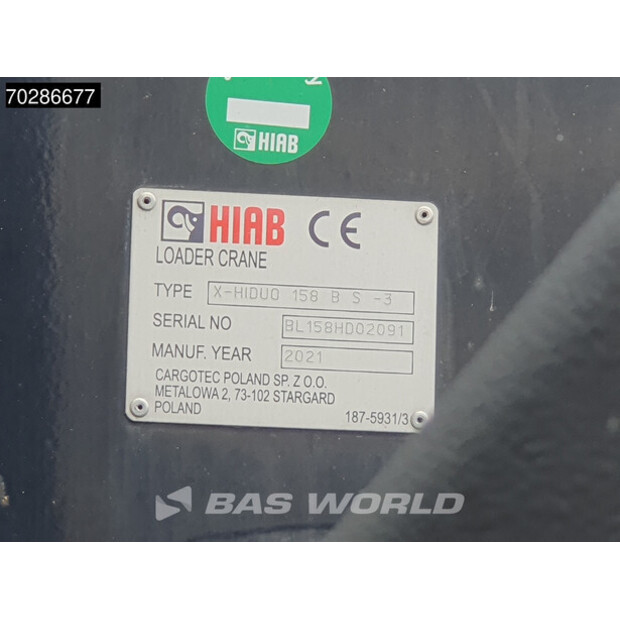 70286677
HIAB
HIAB CE
LOADER CRANE
TYPE X-HIDUO 158 B S -3
SERIAL NO BL158HD02091
MANUF. YEAR 2021
CARGOTEC POLAND SP. Z O.O.
METALOWA 2, 73-102 STARGARD
POLAND 187-5931/3
BAS WORLD